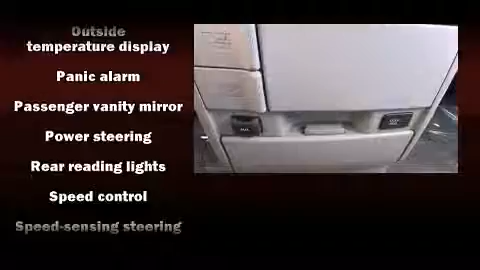 Outside
temperature display
Panic alarm
Passenger vanity mirror
Power steering
Rear reading lights
Speed control
Speed-sensing steering